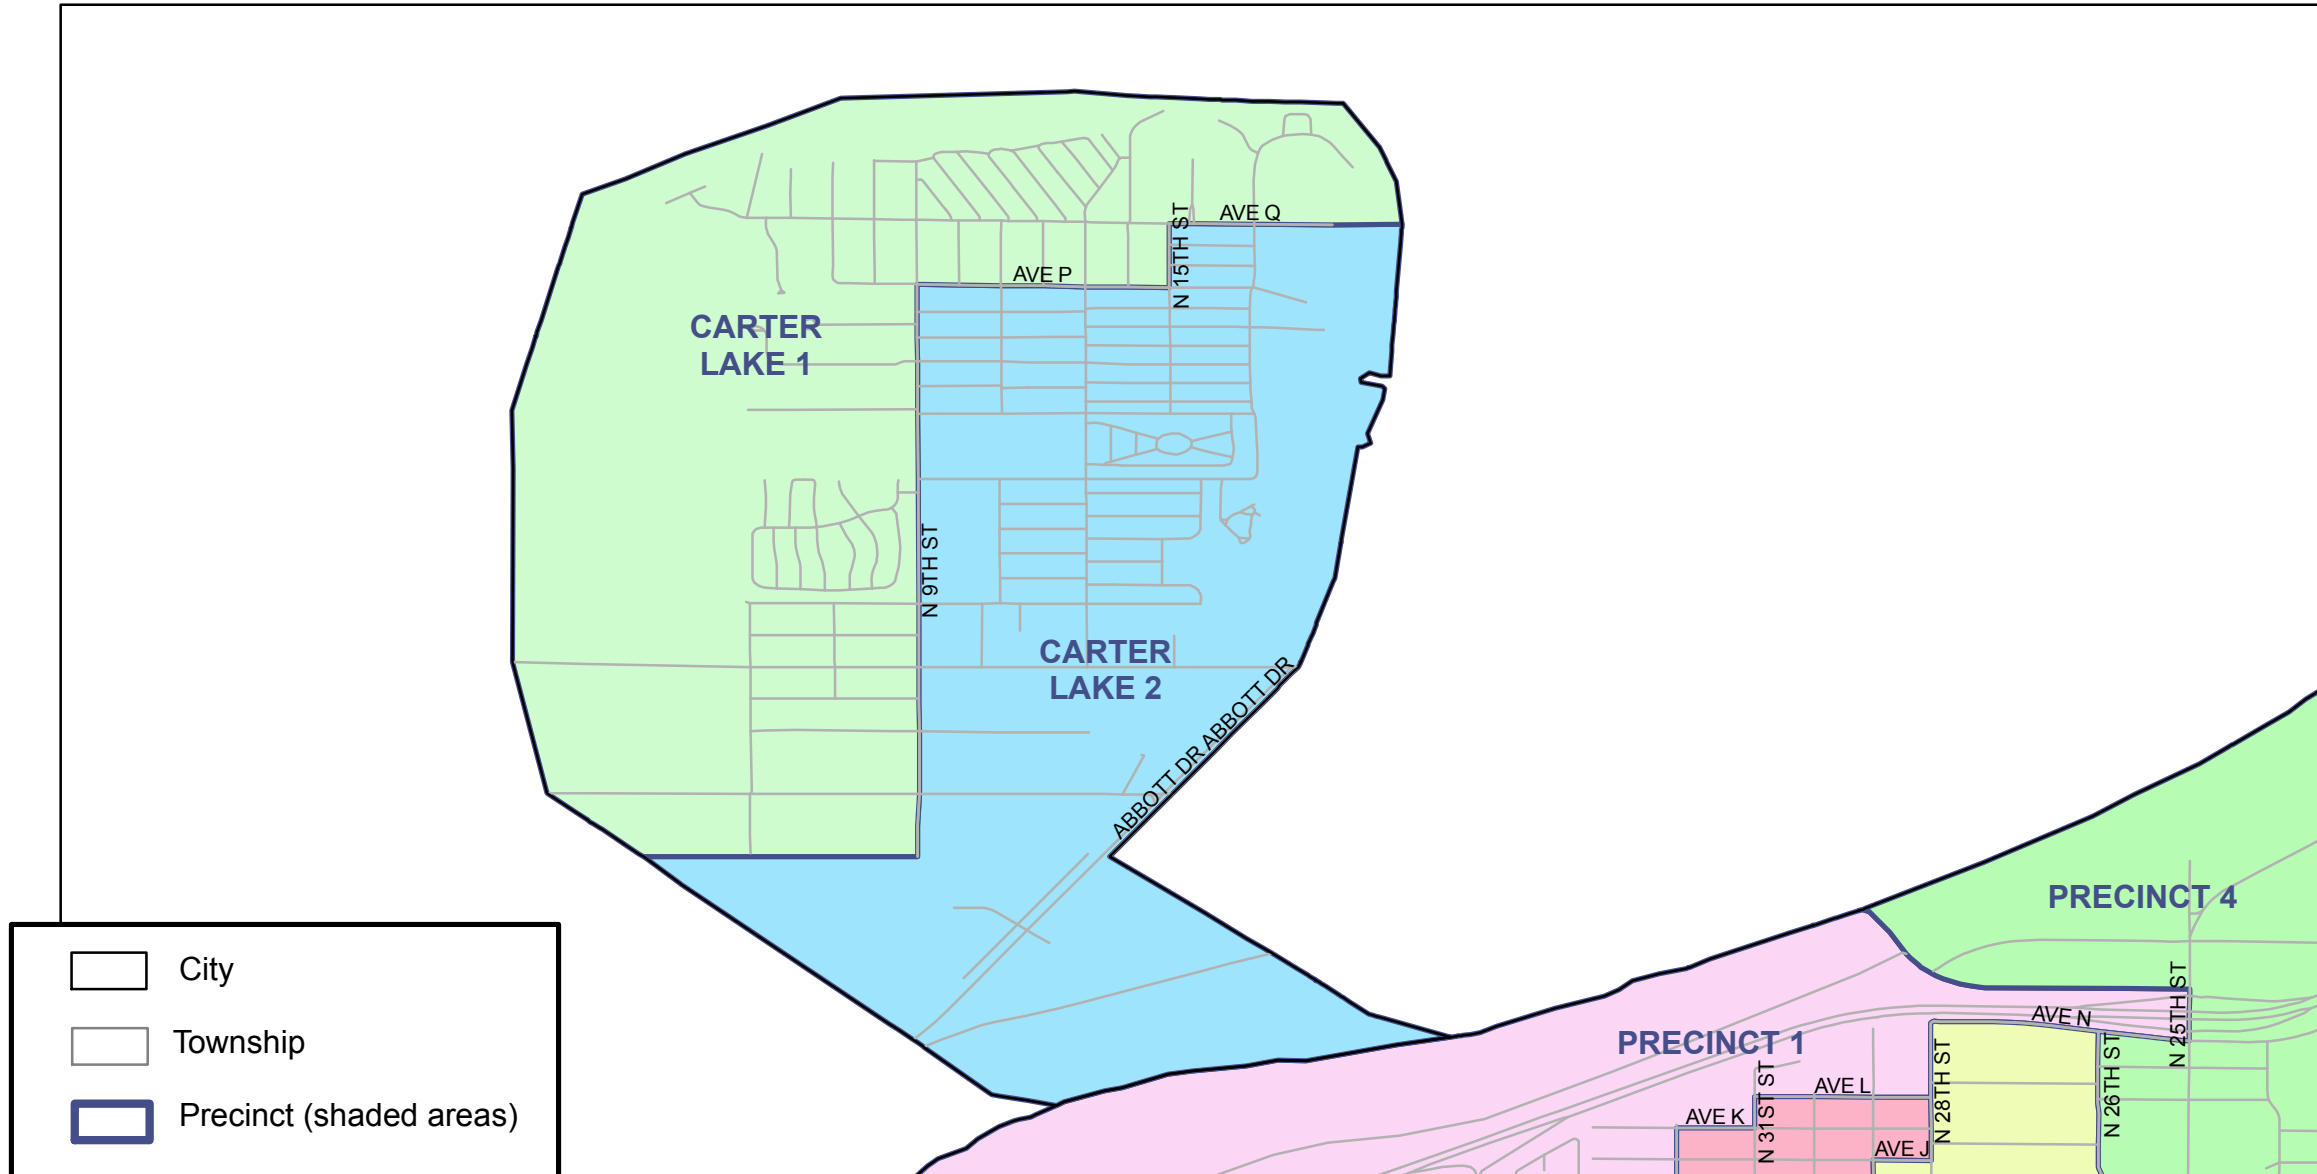 AVE Q
N 15TH ST
AVE P
CARTER
LAKE 1
N 9TH ST
CARTER
LAKE 2
ABBOTT DR
ABBOTT DR
PRECINCT 4
N 25TH ST
AVE N
PRECINCT 1
N 28TH ST
N 26TH ST
AVE L
N 31ST ST
AVE K
AVE J
City
Township
Precinct (shaded areas)